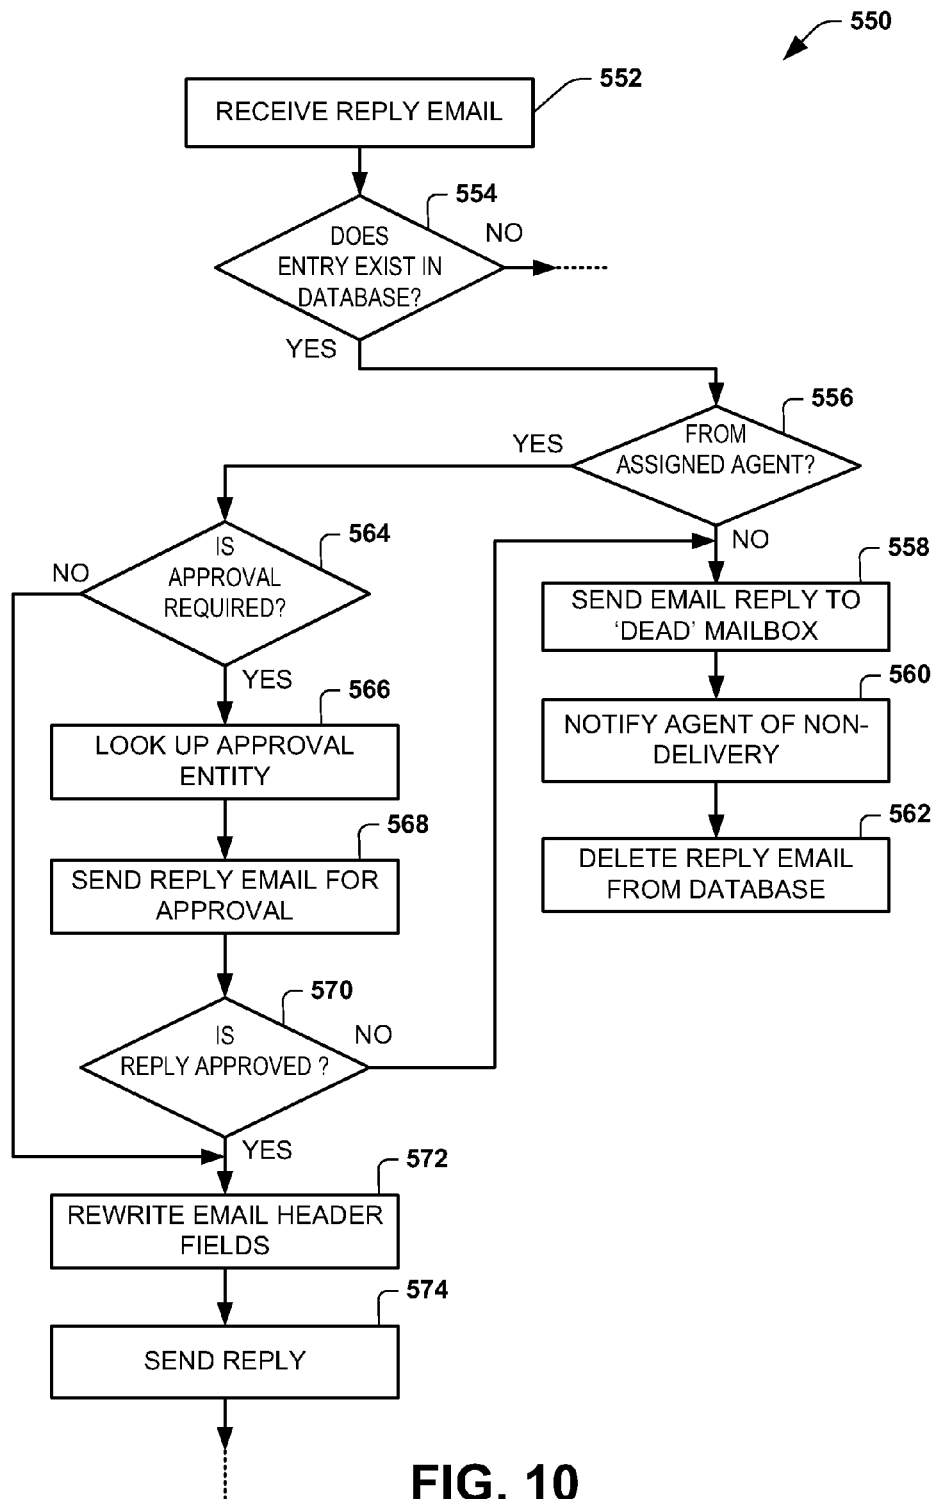 550
552
RECEIVE REPLY EMAIL
554
DOES
ENTRY EXIST IN
DATABASE?
NO
YES
556
FROM
ASSIGNED AGENT?
YES
NO
564
IS
APPROVAL
REQUIRED?
NO
YES
558
SEND EMAIL REPLY TO
‘DEAD’ MAILBOX
566
LOOK UP APPROVAL
ENTITY
560
NOTIFY AGENT OF NON-
DELIVERY
568
SEND REPLY EMAIL FOR
APPROVAL
562
DELETE REPLY EMAIL
FROM DATABASE
570
IS
REPLY APPROVED ?
NO
YES
572
REWRITE EMAIL HEADER
FIELDS
574
SEND REPLY
FIG. 10